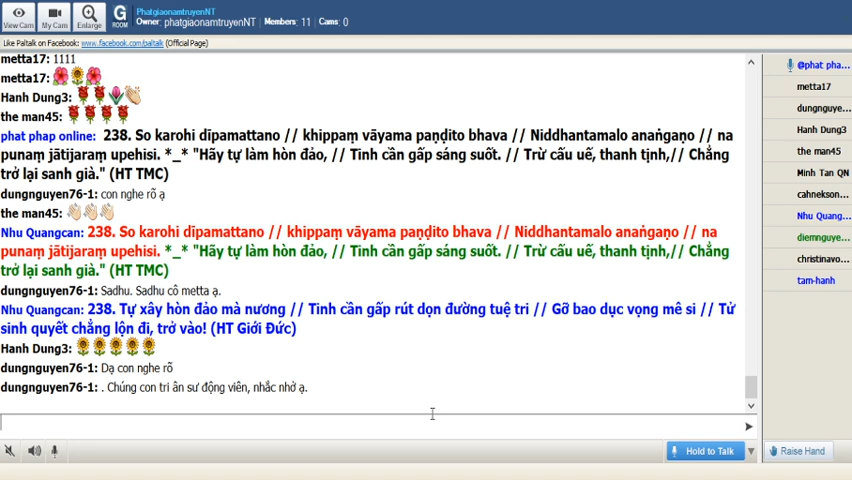 PhatgiaonamtruyenNT
Owner: phatgiaonamtruyenNT Members: 11 Cams: 0
View Cam My Cam Enlarge G ROOM
Like Paltalk on Facebook: www.facebook.com/paltalk (Official Page)
metta17: 1111
metta17:
Hanh Dung3:
the man45:
phat phap online: 238. So karohi dīpamattano // khippaṃ vāyama paṇḍito bhava // Niddhantamalo anaṅgaṇo // na
punaṃ jātijaraṃ upehisi. *_* "Hãy tự làm hòn đảo, // Tinh cần gấp sáng suốt. // Trừ cấu uế, thanh tịnh,// Chẳng
trở lại sanh già." (HT TMC)
dungnguyen76-1: con nghe rõ ạ
the man45:
Nhu Quangcan: 238. So karohi dīpamattano // khippaṃ vāyama paṇḍito bhava // Niddhantamalo anaṅgaṇo // na
punaṃ jātijaraṃ upehisi. *_* "Hãy tự làm hòn đảo, // Tinh cần gấp sáng suốt. // Trừ cấu uế, thanh tịnh,// Chẳng
trở lại sanh già." (HT TMC)
dungnguyen76-1: Sadhu. Sadhu cô metta ạ.
Nhu Quangcan: 238. Tự xây hòn đảo mà nương // Tinh cần gấp rút dọn đường tuệ tri // Gỡ bao dục vọng mê si // Tử
sinh quyết chẳng lộn đi, trở vào! (HT Giới Đức)
Hanh Dung3:
dungnguyen76-1: Dạ con nghe rõ
dungnguyen76-1: . Chúng con tri ân sư động viên, nhắc nhở ạ.
Hold to Talk
@phat pha...
metta17
dungnguye...
Hanh Dung3
the man45
Minh Tan QN
cahnekson...
Nhu Quang...
diemnguye...
christinavo...
tam-hanh
Raise Hand